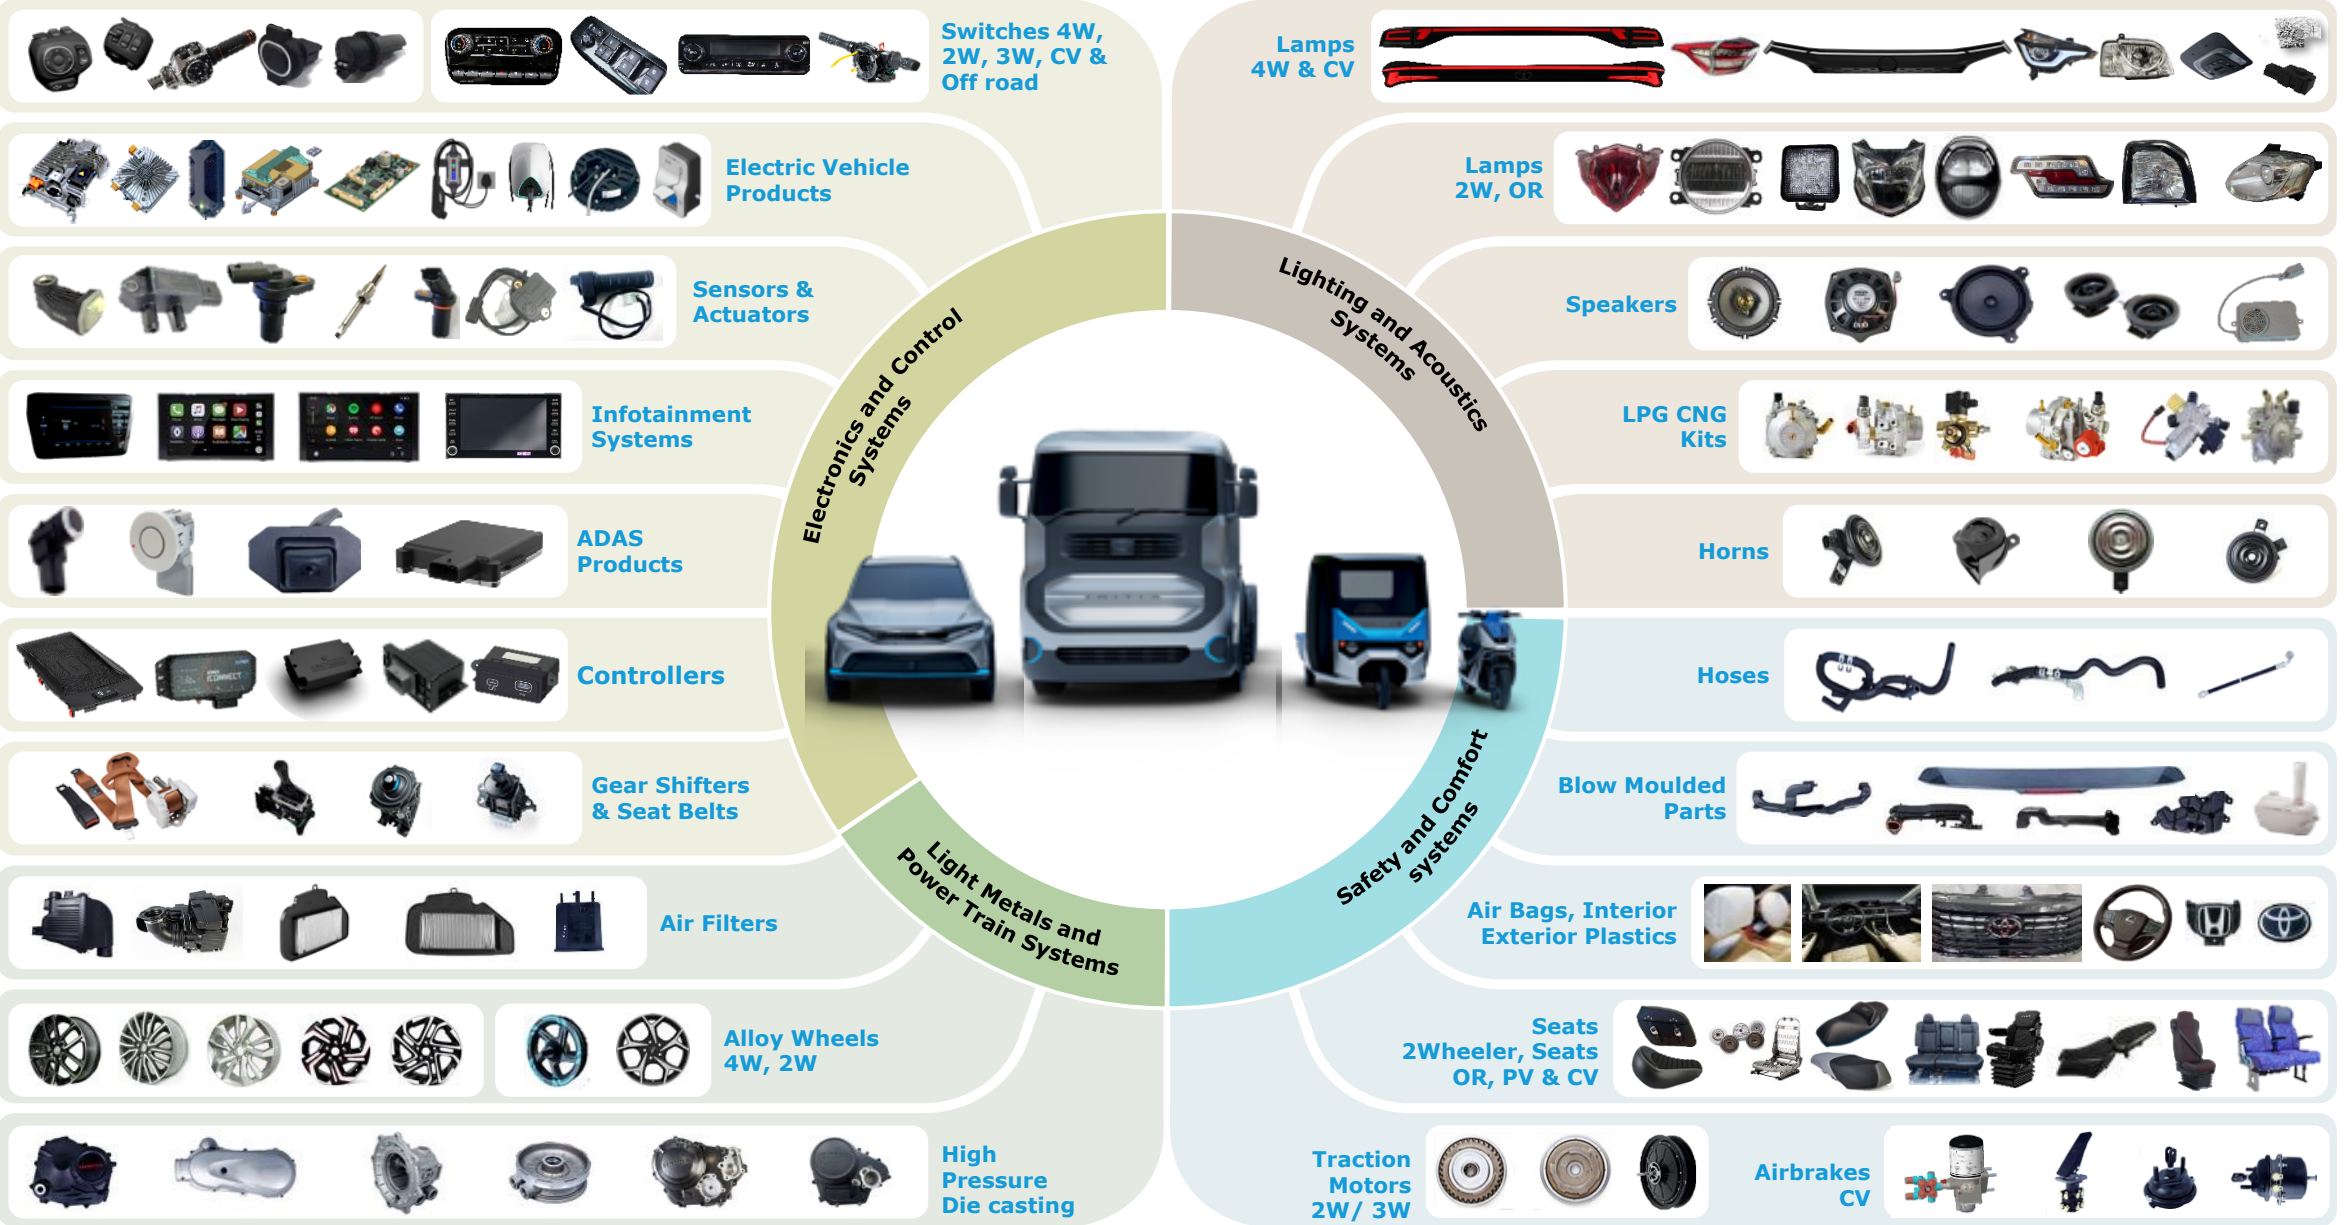 Switches 4W,
2W, 3W, CV &
Off road
Electric Vehicle
Products
Sensors &
Actuators
Infotainment
Systems
ADAS
Products
Controllers
Gear Shifters
& Seat Belts
Air Filters
Alloy Wheels
4W, 2W
High
Pressure
Die casting
Electronics and Control
Systems
Light Metals and
Power Train Systems
Lighting and Acoustics
Systems
Safety and Comfort
systems
Lamps
4W & CV
Lamps
2W, OR
Speakers
LPG CNG
Kits
Horns
Hoses
Blow Moulded
Parts
Air Bags, Interior
Exterior Plastics
Seats
2Wheeler, Seats
OR, PV & CV
Traction
Motors
2W/ 3W
Airbrakes
CV